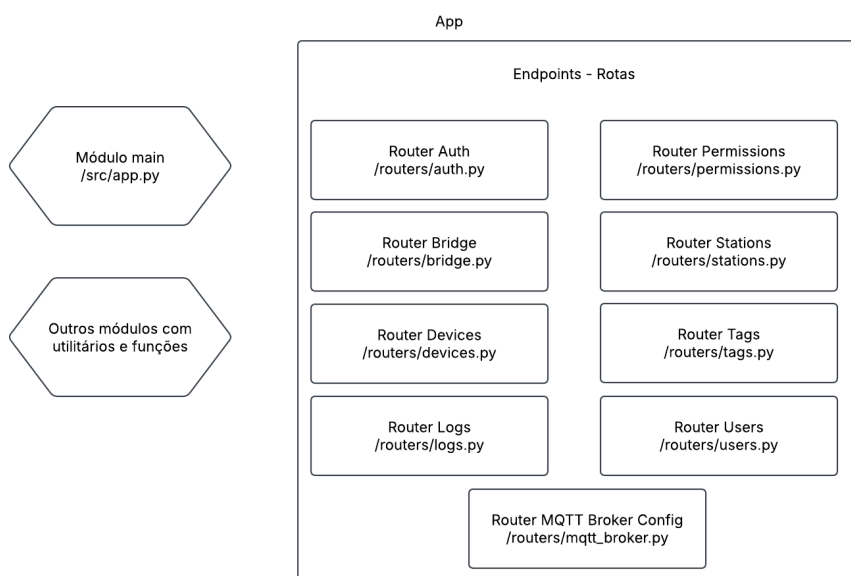 App
Endpoints - Rotas
Módulo main
/src/app.py
Outros módulos com
utilitários e funções
Router Auth
/routers/auth.py
Router Permissions
/routers/permissions.py
Router Bridge
/routers/bridge.py
Router Stations
/routers/stations.py
Router Devices
/routers/devices.py
Router Tags
/routers/tags.py
Router Logs
/routers/logs.py
Router Users
/routers/users.py
Router MQTT Broker Config
/routers/mqtt_broker.py